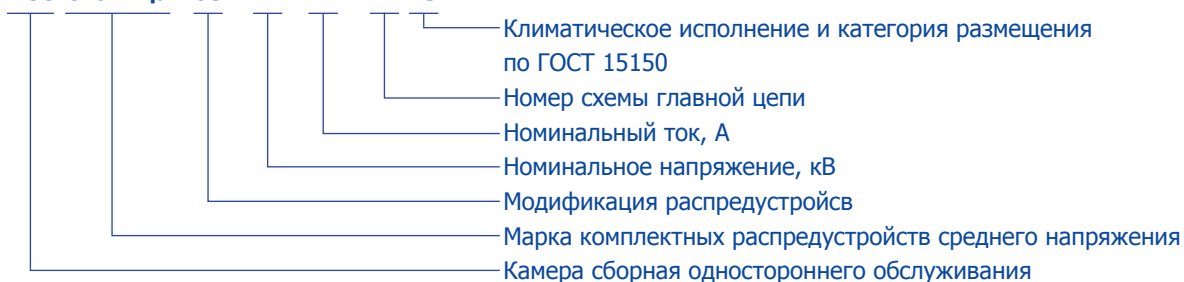 Климатическое исполнение и категория размещения
по ГОСТ 15150
Номер схемы главной цепи
Номинальный ток, А
Номинальное напряжение, кВ
Модификация распредустройсв
Марка комплектных распредустройств среднего напряжения
Камера сборная одностороннего обслуживания